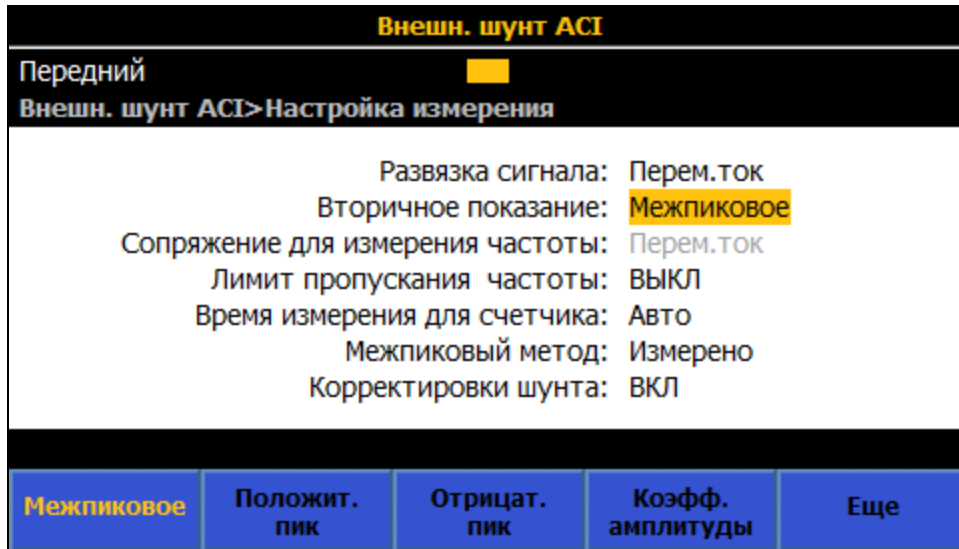 Внешн. шунт ACI
Передний
Внешн. шунт ACI>Настройка измерения
Развязка сигнала: Перем.ток
Вторичное показание: Межпиковое
Сопряжение для измерения частоты: Перем.ток
Лимит пропускания частоты: ВЫКЛ
Время измерения для счетчика: Авто
Межпиковый метод: Измерено
Корректировки шунта: ВКЛ
Межпиковое
Положит.
пик
Отрицат.
пик
Коэфф.
амплитуды
Еще